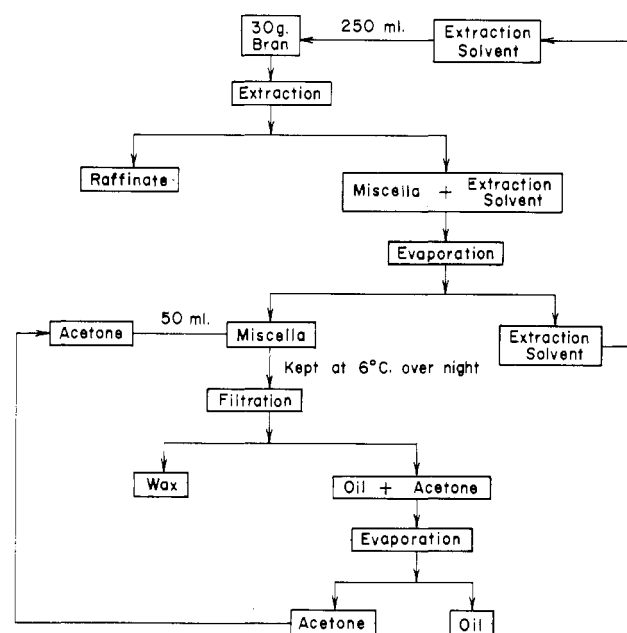 30g.
Bran
250 ml.
Extraction
Solvent
Extraction
Raffinate
Miscella + Extraction
Solvent
Evaporation
Acetone
50 ml.
Miscella
Extraction
Solvent
Kept at 6°C. over night
Filtration
Wax
Oil + Acetone
Evaporation
Acetone
Oil